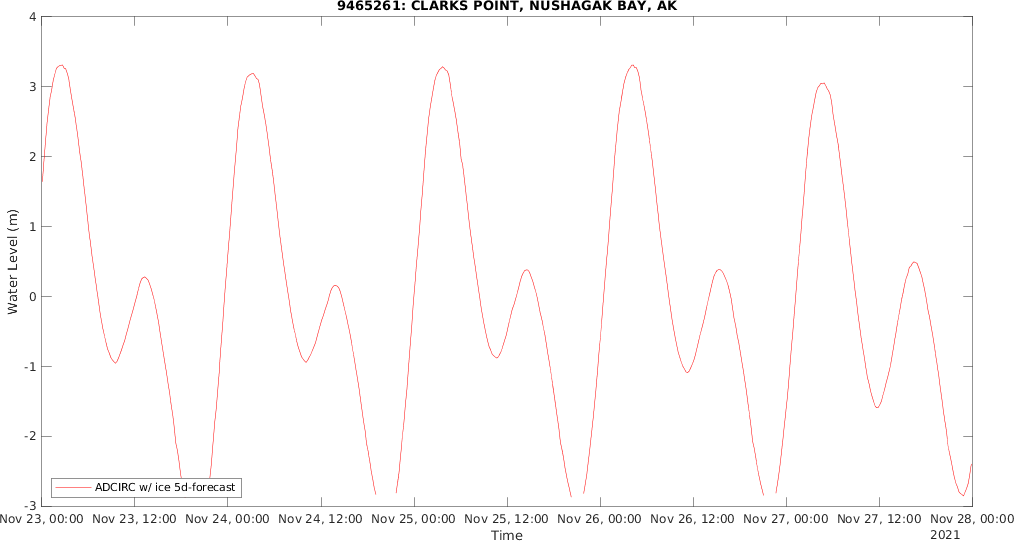 9465261: CLARKS POINT, NUSHAGAK BAY, AK
4
3
2
1
0
-1
-2
-3
Water Level (m)
ADCIRC w/ ice 5d-forecast
Nov 23, 00:00 Nov 23, 12:00 Nov 24, 00:00 Nov 24, 12:00 Nov 25, 00:00 Nov 25, 12:00 Nov 26, 00:00 Nov 26, 12:00 Nov 27, 00:00 Nov 27, 12:00 Nov 28, 00:00
Time
2021